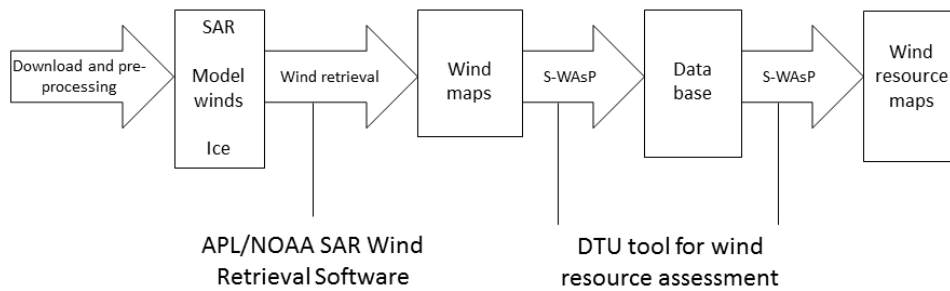 Download and pre-
processing
SAR
Model
winds
Ice
Wind retrieval
Wind
maps
S-WAsP
Data
base
S-WAsP
Wind
resource
maps
APL/NOAA SAR Wind
Retrieval Software
DTU tool for wind
resource assessment